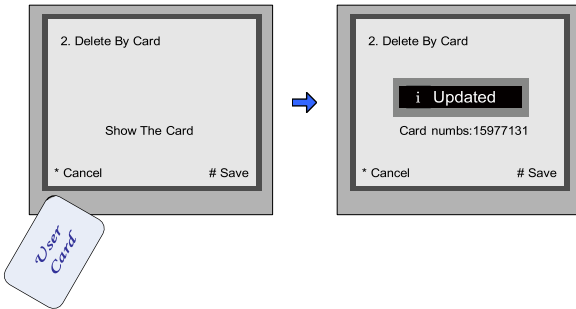 2. Delete By Card
Show The Card
* Cancel # Save
User
Card
2. Delete By Card
i Updated
Card numbs:15977131
* Cancel # Save